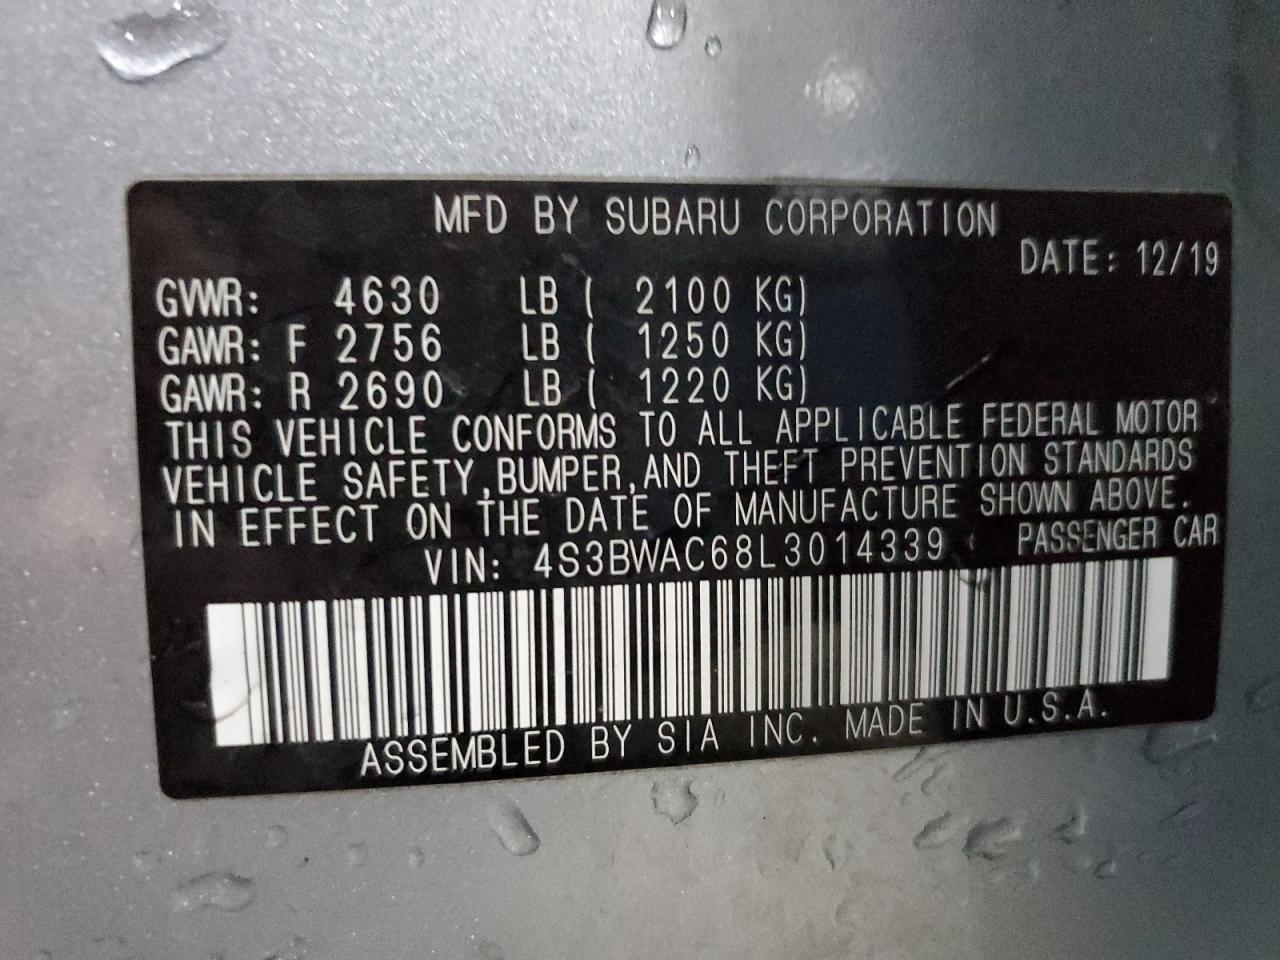 MFD BY SUBARU CORPORATION
DATE: 12/19
GVWR: 4630 LB ( 2100 KG)
GAWR: F 2756 LB ( 1250 KG)
GAWR: R 2690 LB ( 1220 KG)
THIS VEHICLE CONFORMS TO ALL APPLICABLE FEDERAL MOTOR
VEHICLE SAFETY,BUMPER,AND THEFT PREVENTION STANDARDS
IN EFFECT ON THE DATE OF MANUFACTURE SHOWN ABOVE.
VIN: 4S3BWAC68L3014339 PASSENGER CAR
ASSEMBLED BY SIA INC. MADE IN U.S.A.